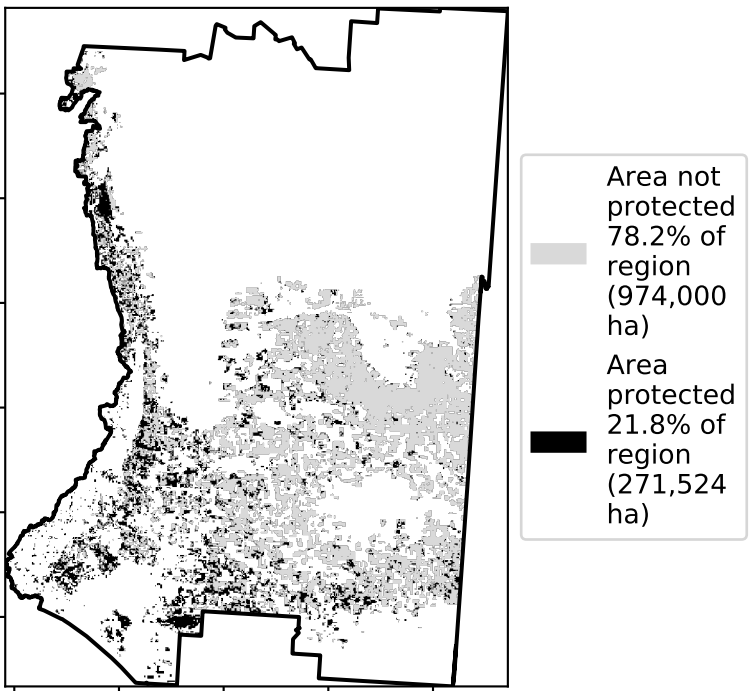 Area not
protected
78.2% of
region
(974,000
ha)
Area
protected
21.8% of
region
(271,524
ha)